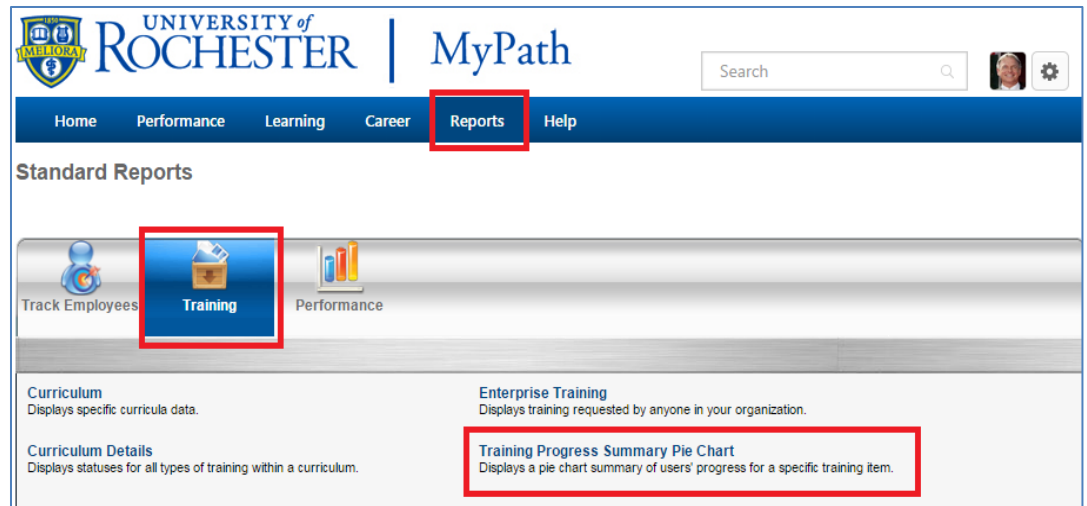 UNIVERSITY of
ROCHESTER | MyPath
MELIORA
Search
Home Performance Learning Career Reports Help
Standard Reports
Track Employees Training Performance
Curriculum
Displays specific curricula data.
Enterprise Training
Displays training requested by anyone in your organization.
Curriculum Details
Displays statuses for all types of training within a curriculum.
Training Progress Summary Pie Chart
Displays a pie chart summary of users' progress for a specific training item.